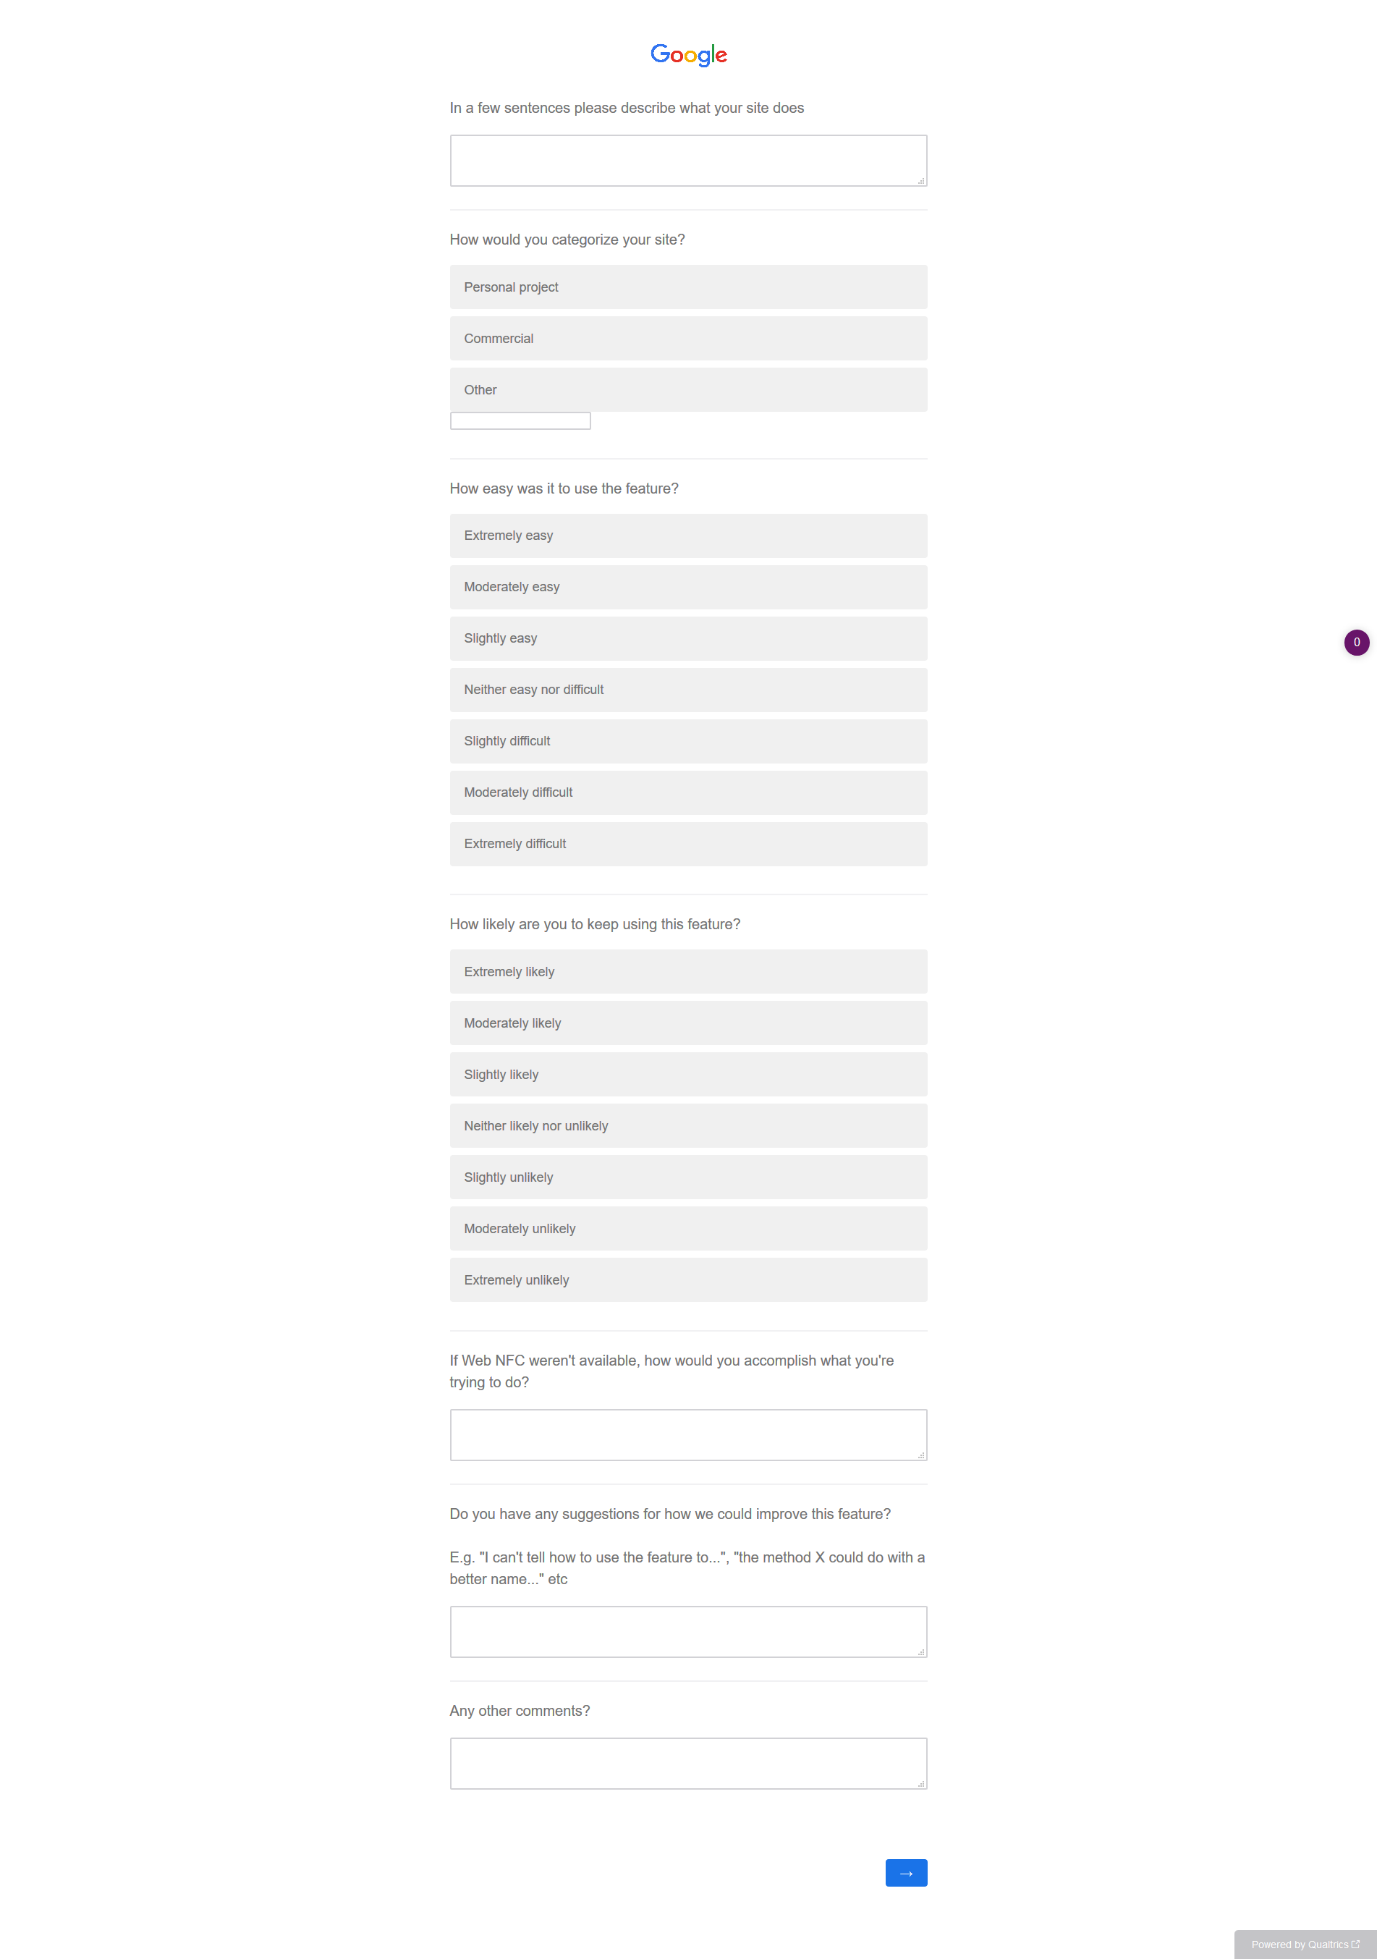 Google
In a few sentences please describe what your site does
How would you categorize your site?
Personal project
Commercial
Other
How easy was it to use the feature?
Extremely easy
Moderately easy
Slightly easy
0
Neither easy nor difficult
Slightly difficult
Moderately difficult
Extremely difficult
How likely are you to keep using this feature?
Extremely likely
Moderately likely
Slightly likely
Neither likely nor unlikely
Slightly unlikely
Moderately unlikely
Extremely unlikely
If Web NFC weren't available, how would you accomplish what you're
trying to do?
Do you have any suggestions for how we could improve this feature?
E.g. "I can't tell how to use the feature to...", "the method X could do with a
better name..." etc
Any other comments?
→
Powered by Qualtrics